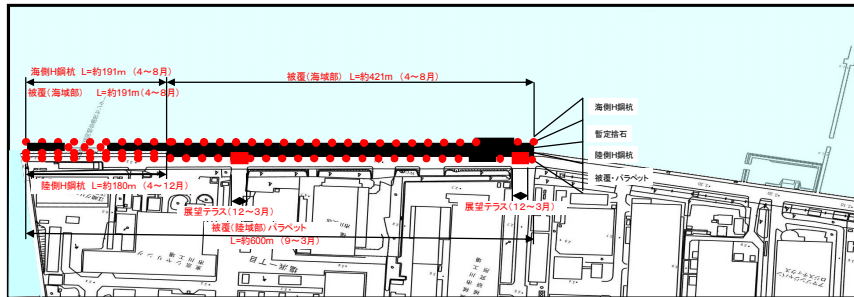 海側H鋼杭 L=約191m (4~8月)
被覆(海域部) L=約421m (4~8月)
被覆(海域部) L=約191m(4~8月)
海側H鋼杭
暫定捨石
陸側H鋼杭
被覆・パラペット
陸側H鋼杭 L=約180m (4~12月)
展望テラス(12~3月)
展望テラス(12~3月)
被覆(陸域部)パラペット
L=約600m (9~3月)
塩浜一丁目